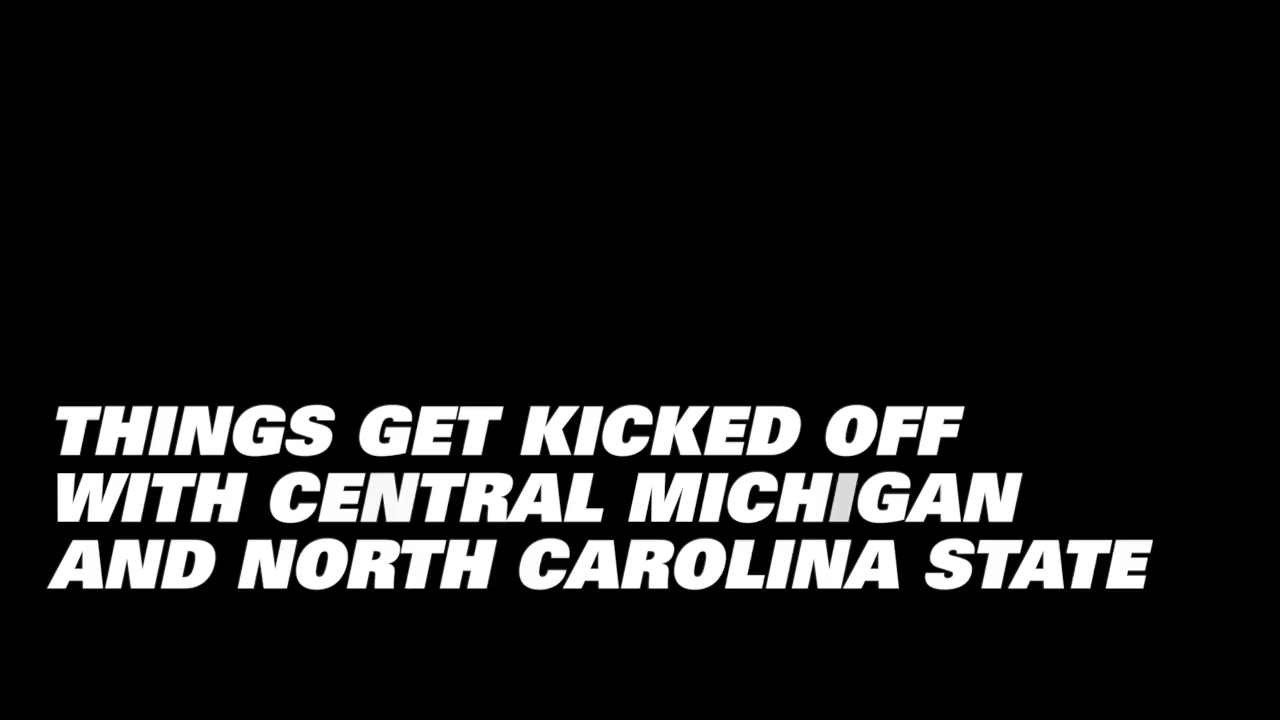 THINGS GET KICKED OFF
WITH CENTRAL MICHIGAN
AND NORTH CAROLINA STATE